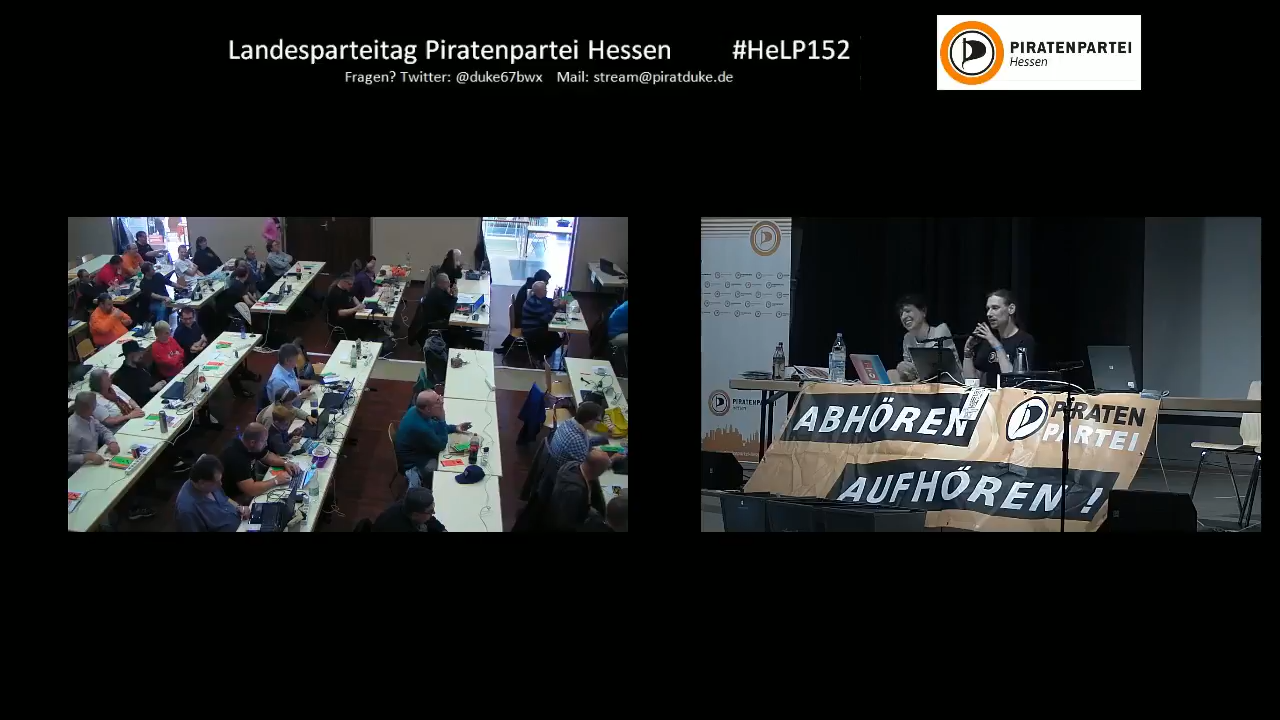 Landesparteitag Piratenpartei Hessen #HeLP152
Fragen? Twitter: @duke67bwx Mail: stream@piratduke.de
PIRATENPARTEI
Hessen
ABHÖREN
PIRATEN
PARTEI
AUFHÖREN !